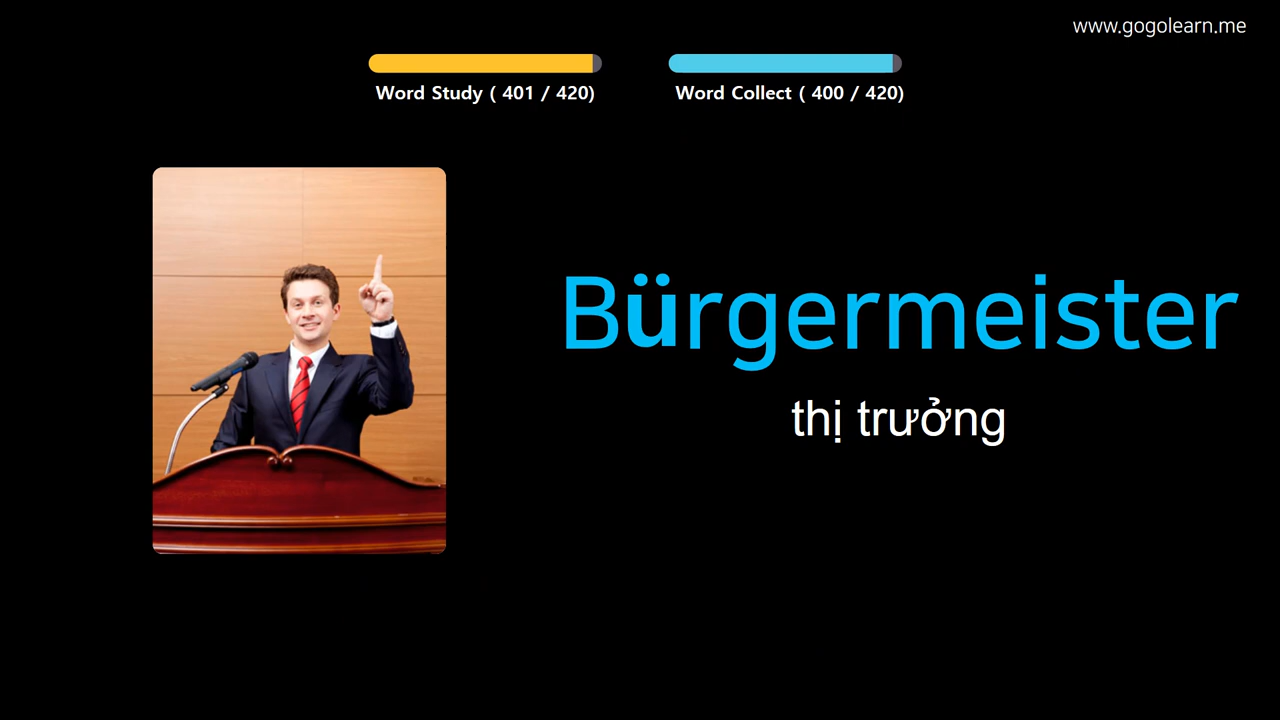 www.gogolearn.me
Word Study ( 401 / 420)
Word Collect ( 400 / 420)
Bürgermeister
thị trưởng